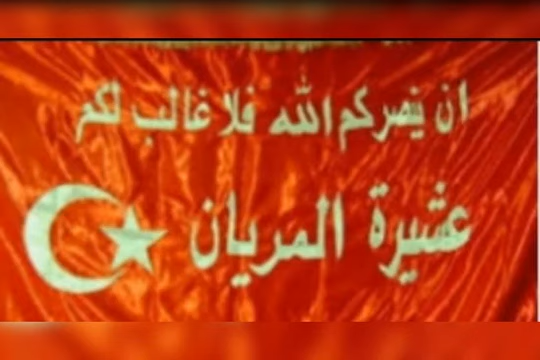 ان ينصركم الله فلا غالب لكم
عشيرة المريان